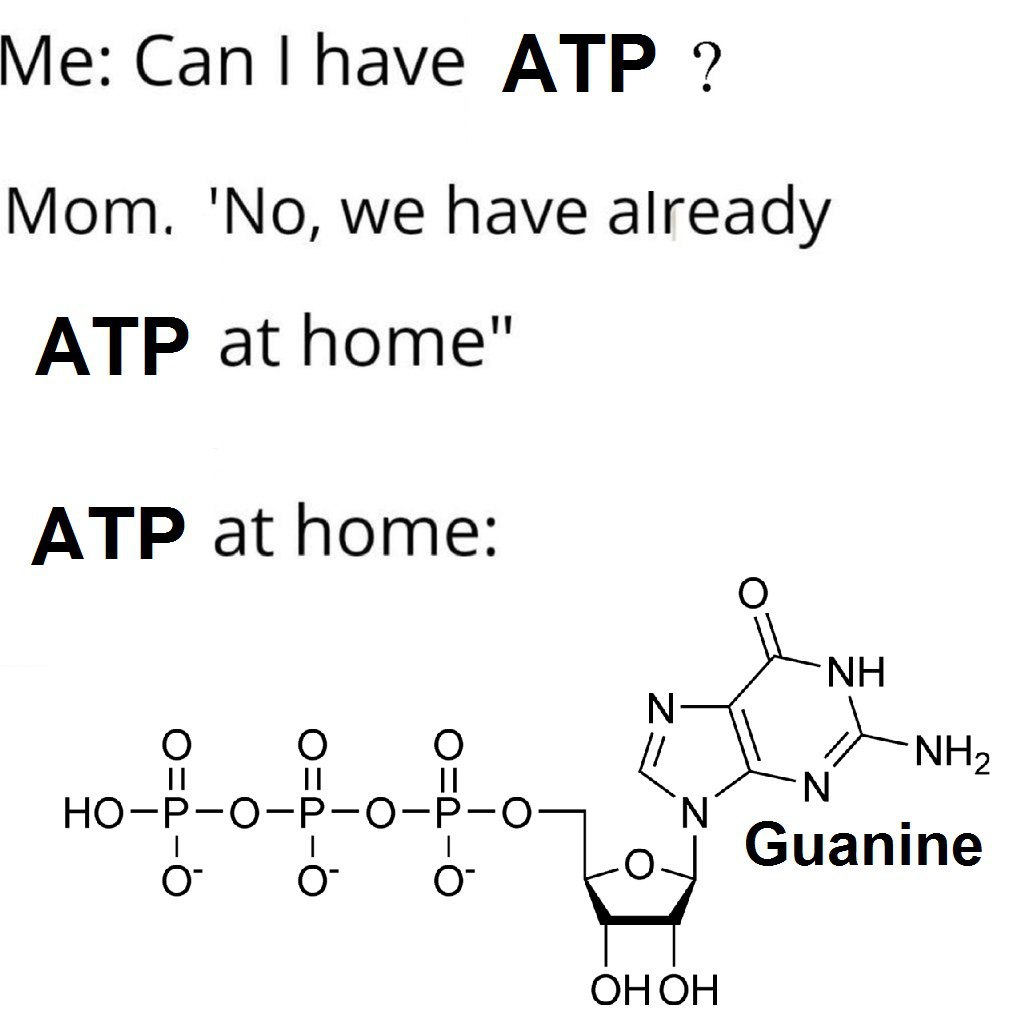 Me: Can I have ATP ?
Mom. 'No, we have already
ATP at home"
ATP at home:
O
NH
N
NH2
O O O
N
HO-P-O-P-O-P-O
N
Guanine
O
O- O- O-
OH OH